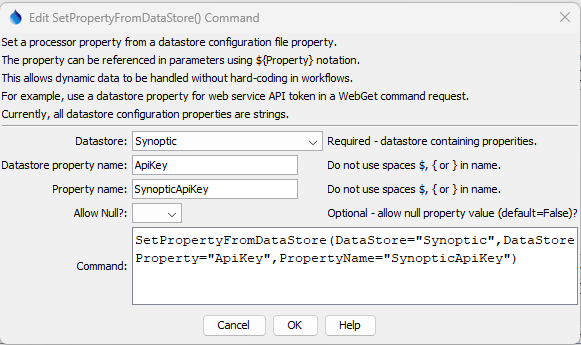 Edit SetPropertyFromDataStore() Command
Set a processor property from a datastore configuration file property.
The property can be referenced in parameters using ${Property} notation.
This allows dynamic data to be handled without hard-coding in workflows.
For example, use a datastore property for web service API token in a WebGet command request.
Currently, all datastore configuration properties are strings.
Datastore: Synoptic Required - datastore containing properities.
Datastore property name: ApiKey Do not use spaces $, { or } in name.
Property name: SynopticApiKey Do not use spaces $, { or } in name.
Allow Null?: Optional - allow null property value (default=False)?
Command: SetPropertyFromDataStore(DataStore="Synoptic",DataStore
Property="ApiKey",PropertyName="SynopticApiKey")
Cancel OK Help